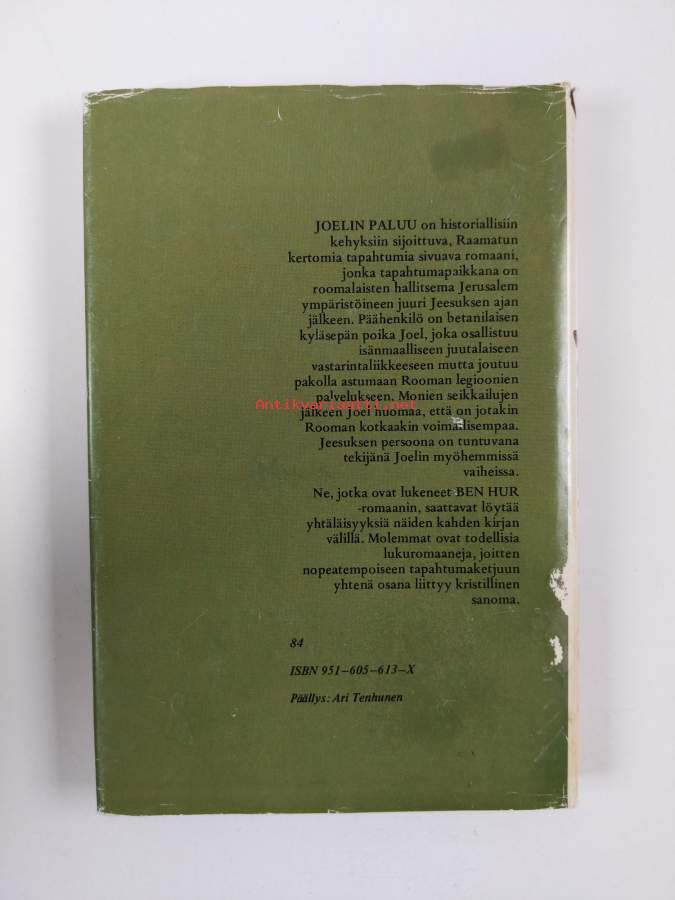 JOELIN PALUU on historiallisiin
kehyksiin sijoittuva, Raamatun
kertomia tapahtumia sivuava romaani,
jonka tapahtumapaikkana on
roomalaisten hallitsema Jerusalem
ympäristöineen juuri Jeesuksen ajan
jälkeen. Päähenkilö on betanilaisen
kyläsepän poika Joel, joka osallistuu
isänmaalliseen juutalaiseen
vastarintaliikkeeseen mutta joutuu
pakolla astumaan Rooman legioonien
palvelukseen. Monien seikkailujen
Antikvariaatti.net
jälkeen Joel huomaa, että on jotakin
Rooman kotkaakin voimallisempaa.
Jeesuksen persoona on tuntuvana
tekijänä Joelin myöhemmissä
vaiheissa.
Ne, jotka ovat lukeneet BEN HUR
-romaanin, saattavat löytää
yhtäläisyyksiä näiden kahden kirjan
välillä. Molemmat ovat todellisia
lukuromaaneja, joitten
nopeatempoiseen tapahtumaketjuun
yhtenä osana liittyy kristillinen
sanoma.
84
ISBN 951–605–613–X
Päällys: Ari Tenhunen